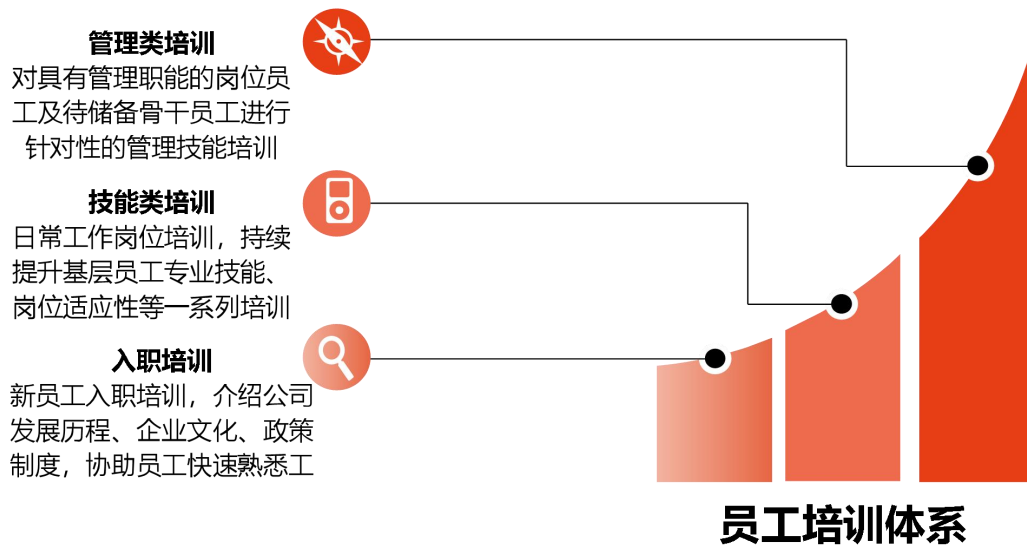 管理类培训
对具有管理职能的岗位员
工及待储备骨干员工进行
针对性的管理技能培训
技能类培训
日常工作岗位培训，持续
提升基层员工专业技能、
岗位适应性等一系列培训
入职培训
新员工入职培训，介绍公司
发展历程、企业文化、政策
制度，协助员工快速熟悉工
员工培训体系